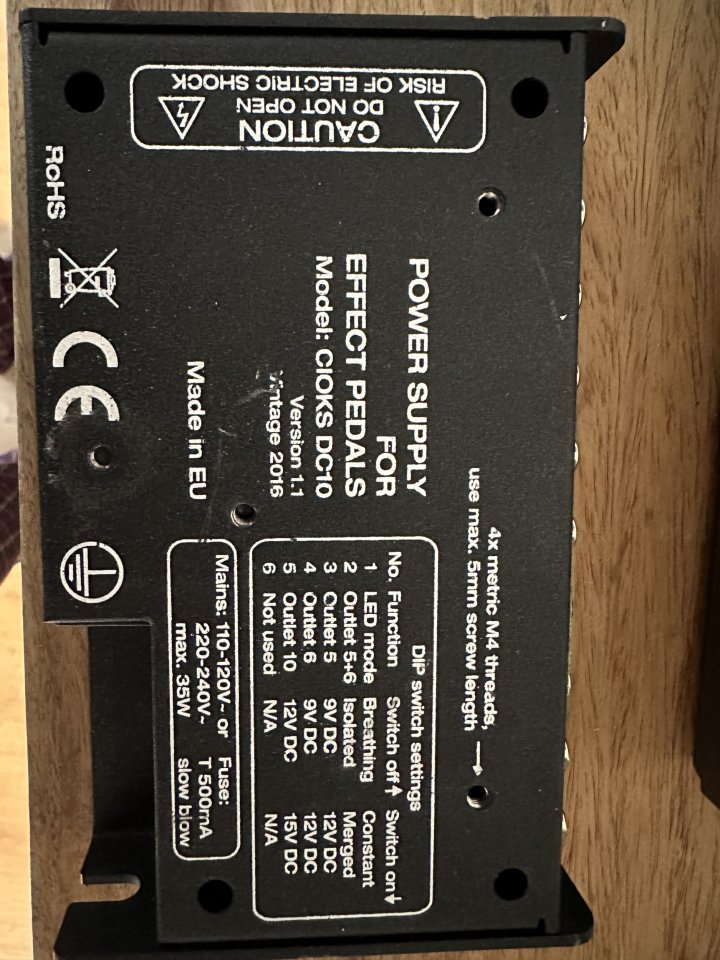 CAUTION
DO NOT OPEN
RISK OF ELECTRIC SHOCK
RoHS
CE
POWER SUPPLY
FOR
EFFECT PEDALS
Model: CIOKS DC10
Version 1.1
Vintage 2016
Made in EU
4x metric M4 threads,
use max. 5mm screw length →
DIP switch settings
No. Function Switch off↑ Switch on↓
1 LED mode Breathing Constant
2 Outlet 5+6 Isolated Merged
3 Outlet 5 9V DC 12V DC
4 Outlet 6 9V DC 12V DC
5 Outlet 10 12V DC 15V DC
6 Not used N/A N/A
Mains: 110-120V~ or Fuse:
220-240V~ T 500mA
max. 35W slow blow